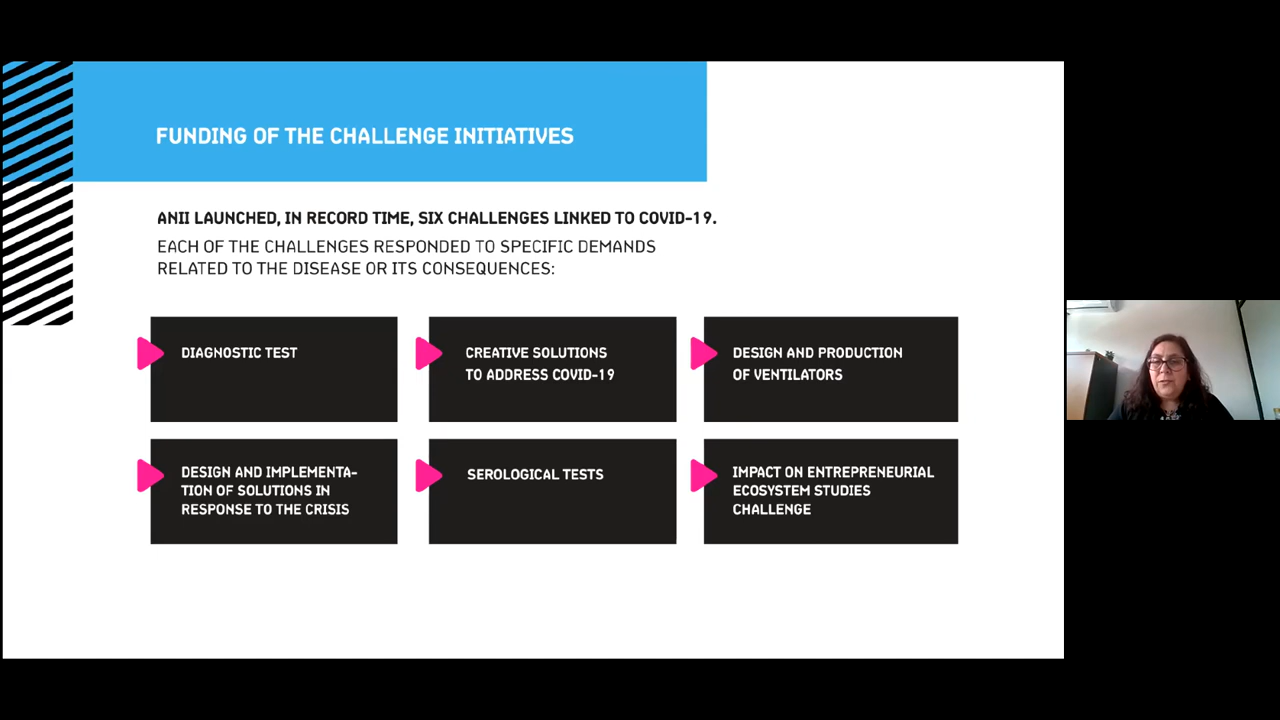 FUNDING OF THE CHALLENGE INITIATIVES
ANII LAUNCHED, IN RECORD TIME, SIX CHALLENGES LINKED TO COVID-19.
EACH OF THE CHALLENGES RESPONDED TO SPECIFIC DEMANDS
RELATED TO THE DISEASE OR ITS CONSEQUENCES:
DIAGNOSTIC TEST
CREATIVE SOLUTIONS
TO ADDRESS COVID-19
DESIGN AND PRODUCTION
OF VENTILATORS
DESIGN AND IMPLEMENTA-
TION OF SOLUTIONS IN
RESPONSE TO THE CRISIS
SEROLOGICAL TESTS
IMPACT ON ENTREPRENEURIAL
ECOSYSTEM STUDIES
CHALLENGE